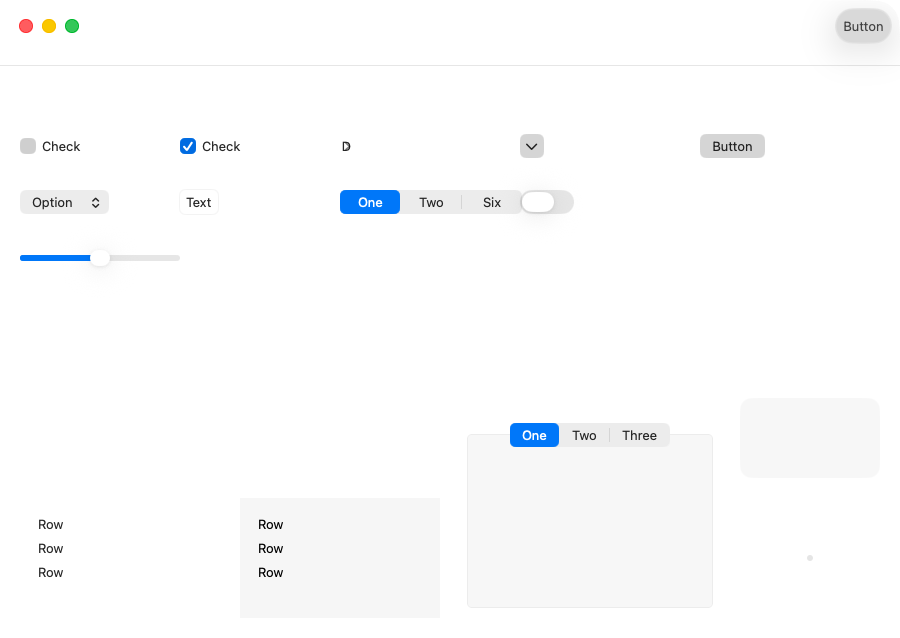 Button
Check Check Button
Option Text One Two Six
One Two Three
Row Row
Row Row
Row Row